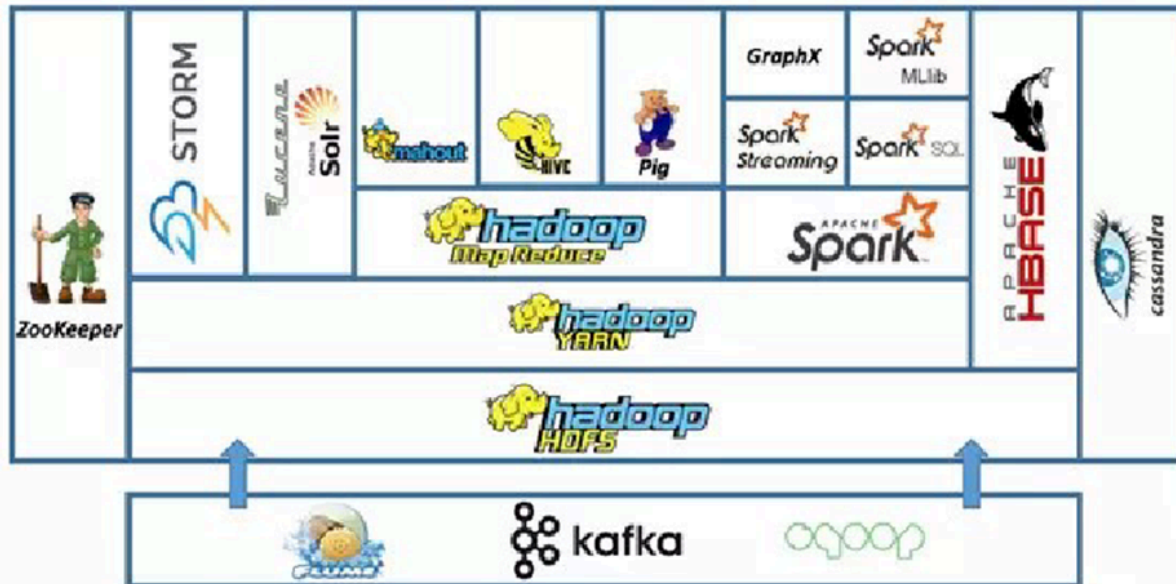 ZooKeeper
STORM
Lucene
Apache
Solr
mahout
HIVE
Pig
GraphX
Spark
MLlib
Spark
Streaming
Spark SQL
hadoop
Map Reduce
APACHE
Spark
APACHE
HBASE
cassandra
hadoop
YARN
hadoop
HDFS
FLUME
kafka
sqoop